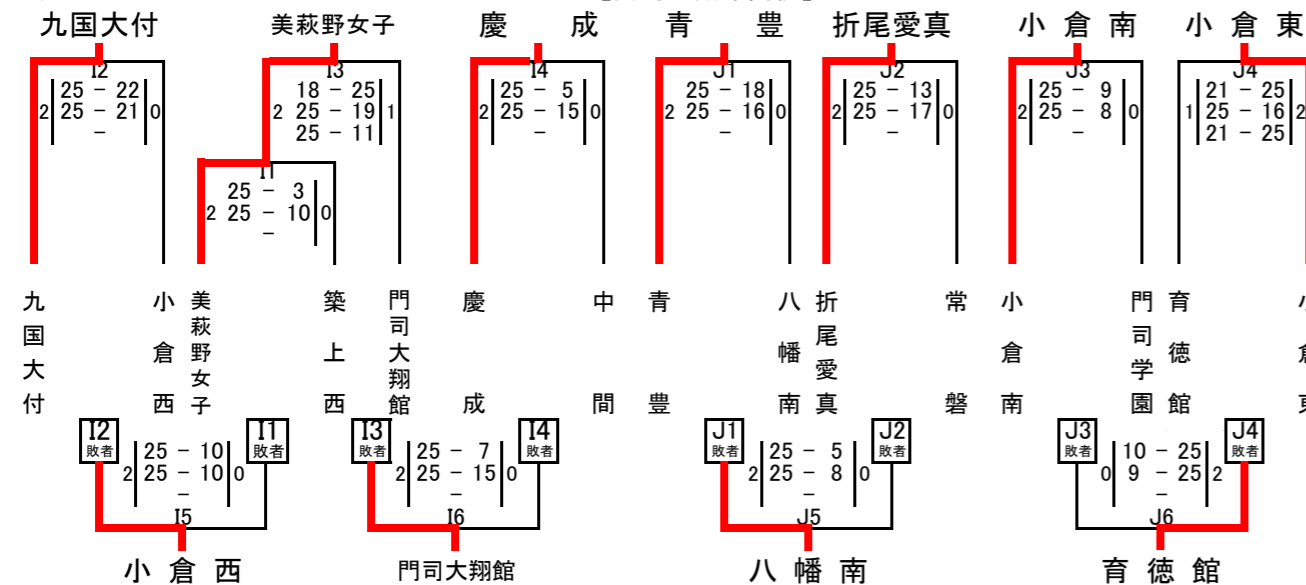 九国大付 美萩野女子 慶成 青豊 折尾愛真 小倉南 小倉東
I2 I3 I4 J1 J2 J3 J4
25 - 22 18 - 25 25 - 5 25 - 18 25 - 13 25 - 9 21 - 25
2 25 - 21 0 2 25 - 19 1 2 25 - 15 0 2 25 - 16 0 2 25 - 17 0 2 25 - 8 0 1 25 - 16 2
- 25 - 11 - - - - 21 - 25
I1
25 - 3
2 25 - 10 0
-
九国大付 小倉西 美萩野女子 築上西 門司大翔館 慶成 中間 青豊 八幡南 折尾愛真 常磐 小倉南 門司学園 育徳館
I2 I1 I3 I4 J1 J2 J3 J4
敗者 敗者 敗者 敗者 敗者 敗者 敗者 敗者
25 - 10 25 - 7 25 - 5 10 - 25
2 25 - 10 0 2 25 - 15 0 2 25 - 8 0 0 9 - 25 2
- - - -
I5 I6 J5 J6
小倉西 門司大翔館 八幡南 育徳館